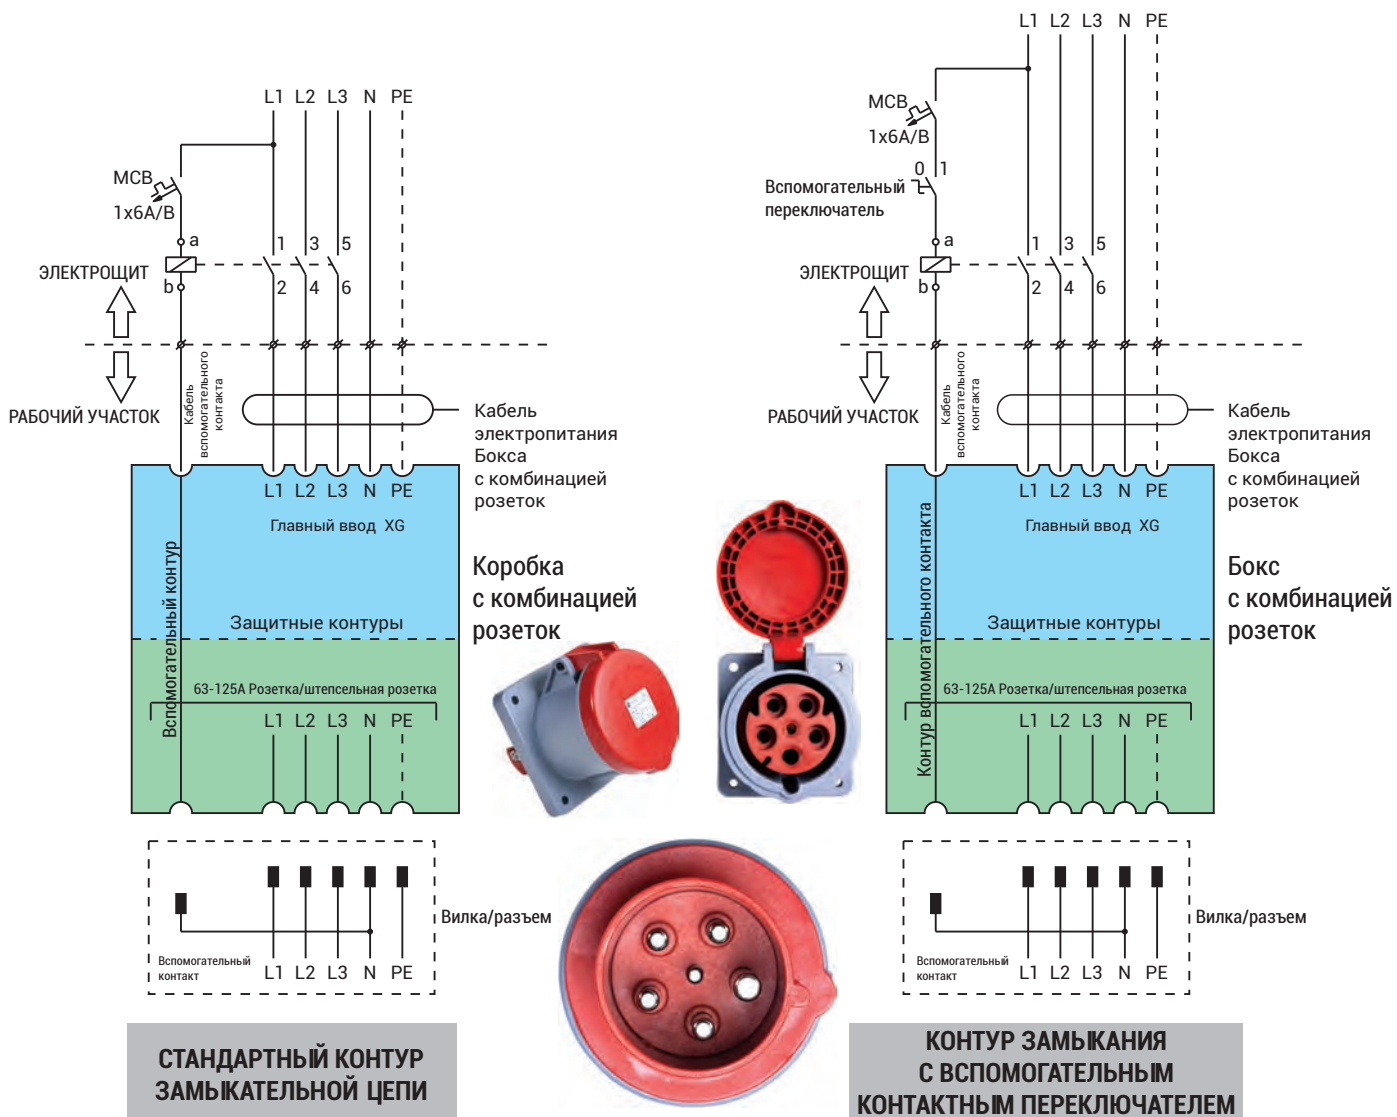 L1 L2 L3 N PE
МСВ
1x6A/B
a
ЭЛЕКТРОЩИТ
b
1 3 5
2 4 6
РАБОЧИЙ УЧАСТОК
Кабель
вспомогательного
контакта
Кабель
электропитания
Бокса
с комбинацией
розеток
L1 L2 L3 N PE
Главный ввод XG
Вспомогательный контур
Коробка
с комбинацией
розеток
Защитные контуры
63-125А Розетка/штепсельная розетка
L1 L2 L3 N PE
Вилка/разъем
Вспомогательный
контакт
L1 L2 L3 N PE
СТАНДАРТНЫЙ КОНТУР
ЗАМЫКАТЕЛЬНОЙ ЦЕПИ
L1 L2 L3 N PE
МСВ
1x6A/B
0 1
Вспомогательный
переключатель
a
ЭЛЕКТРОЩИТ
b
1 3 5
2 4 6
РАБОЧИЙ УЧАСТОК
Кабель
вспомогательного
контакта
Кабель
электропитания
Бокса
с комбинацией
розеток
L1 L2 L3 N PE
Главный ввод XG
Контур вспомогательного контакта
Бокс
с комбинацией
розеток
Защитные контуры
63-125А Розетка/штепсельная розетка
L1 L2 L3 N PE
Вилка/разъем
Вспомогательный
контакт
L1 L2 L3 N PE
КОНТУР ЗАМЫКАНИЯ
С ВСПОМОГАТЕЛЬНЫМ
КОНТАКТНЫМ ПЕРЕКЛЮЧАТЕЛЕМ